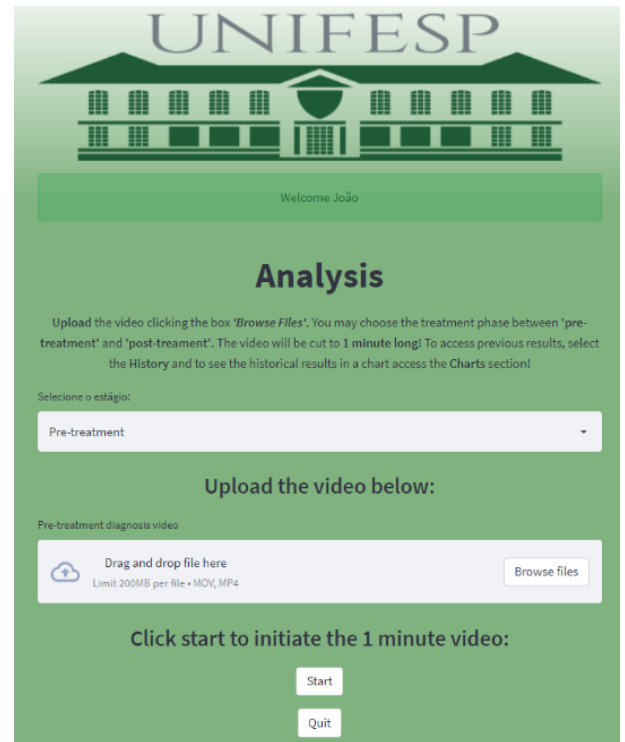 UNIFESP
Welcome João
Analysis
Upload the video clicking the box 'Browse Files'. You may choose the treatment phase between 'pre-
treatment' and 'post-treament'. The video will be cut to 1 minute long! To access previous results, select
the History and to see the historical results in a chart access the Charts section!
Selecione o estágio:
Pre-treatment
Upload the video below:
Pre-treatment diagnosis video
Drag and drop file here
Limit 200MB per file • MOV, MP4
Browse files
Click start to initiate the 1 minute video:
Start
Quit